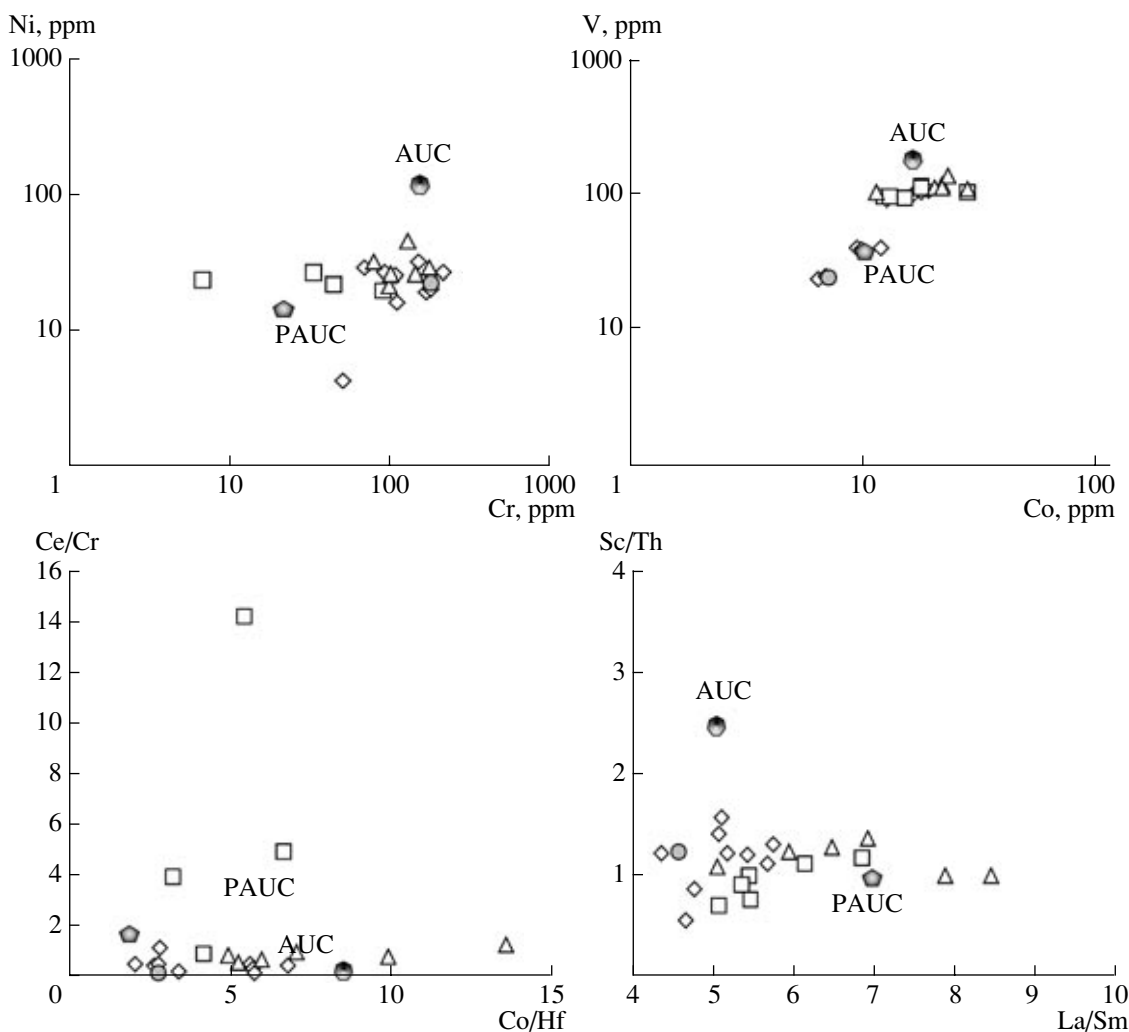 Ni, ppm
1000
100
10
AUC
PAUC
1 10 100 1000
Cr, ppm
V, ppm
1000
100
10
AUC
PAUC
1 10 100
Co, ppm
Ce/Cr
16
14
12
10
8
6
4
2
PAUC
AUC
0 5 10 15
Co/Hf
Sc/Th
4
3
2
1
AUC
PAUC
4 5 6 7 8 9 10
La/Sm